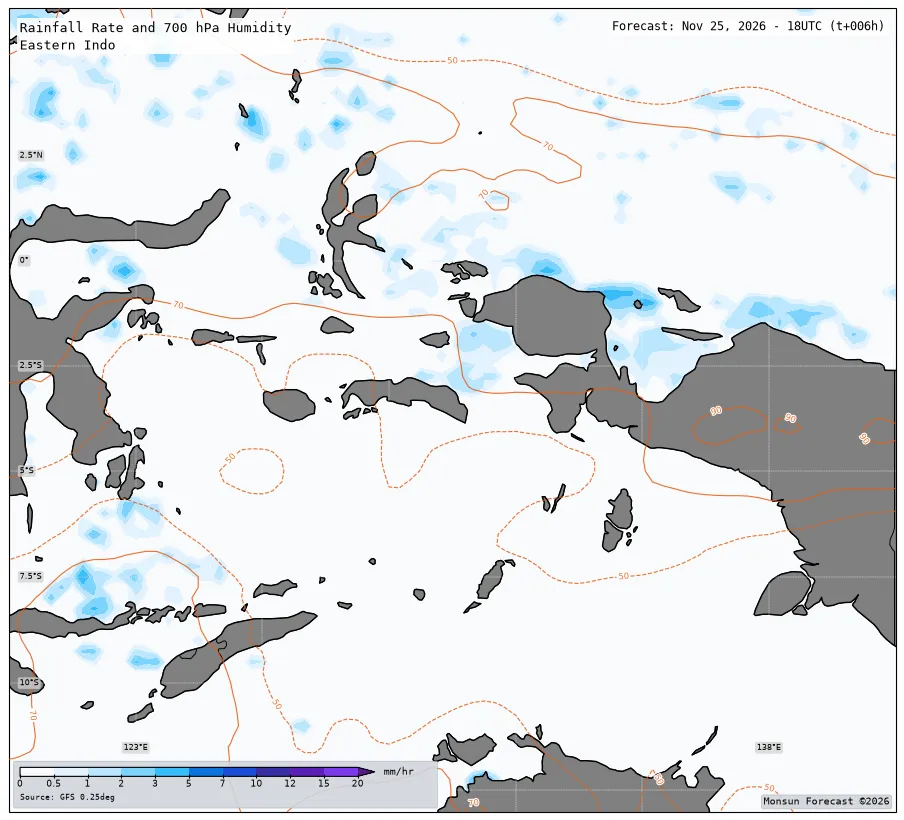 Rainfall Rate and 700 hPa Humidity
Eastern Indo
Forecast: Nov 25, 2026 - 18UTC (t+006h)
50
70
2.5°N
70
0°
70
2.5°S
90
90
90
50
5°S
7.5°S
50
10°S
50
70
123°E
138°E
50
70
0 0.5 1 2 3 5 7 10 12 15 20 mm/hr
Source: GFS 0.25deg
Monsun Forecast ©2026